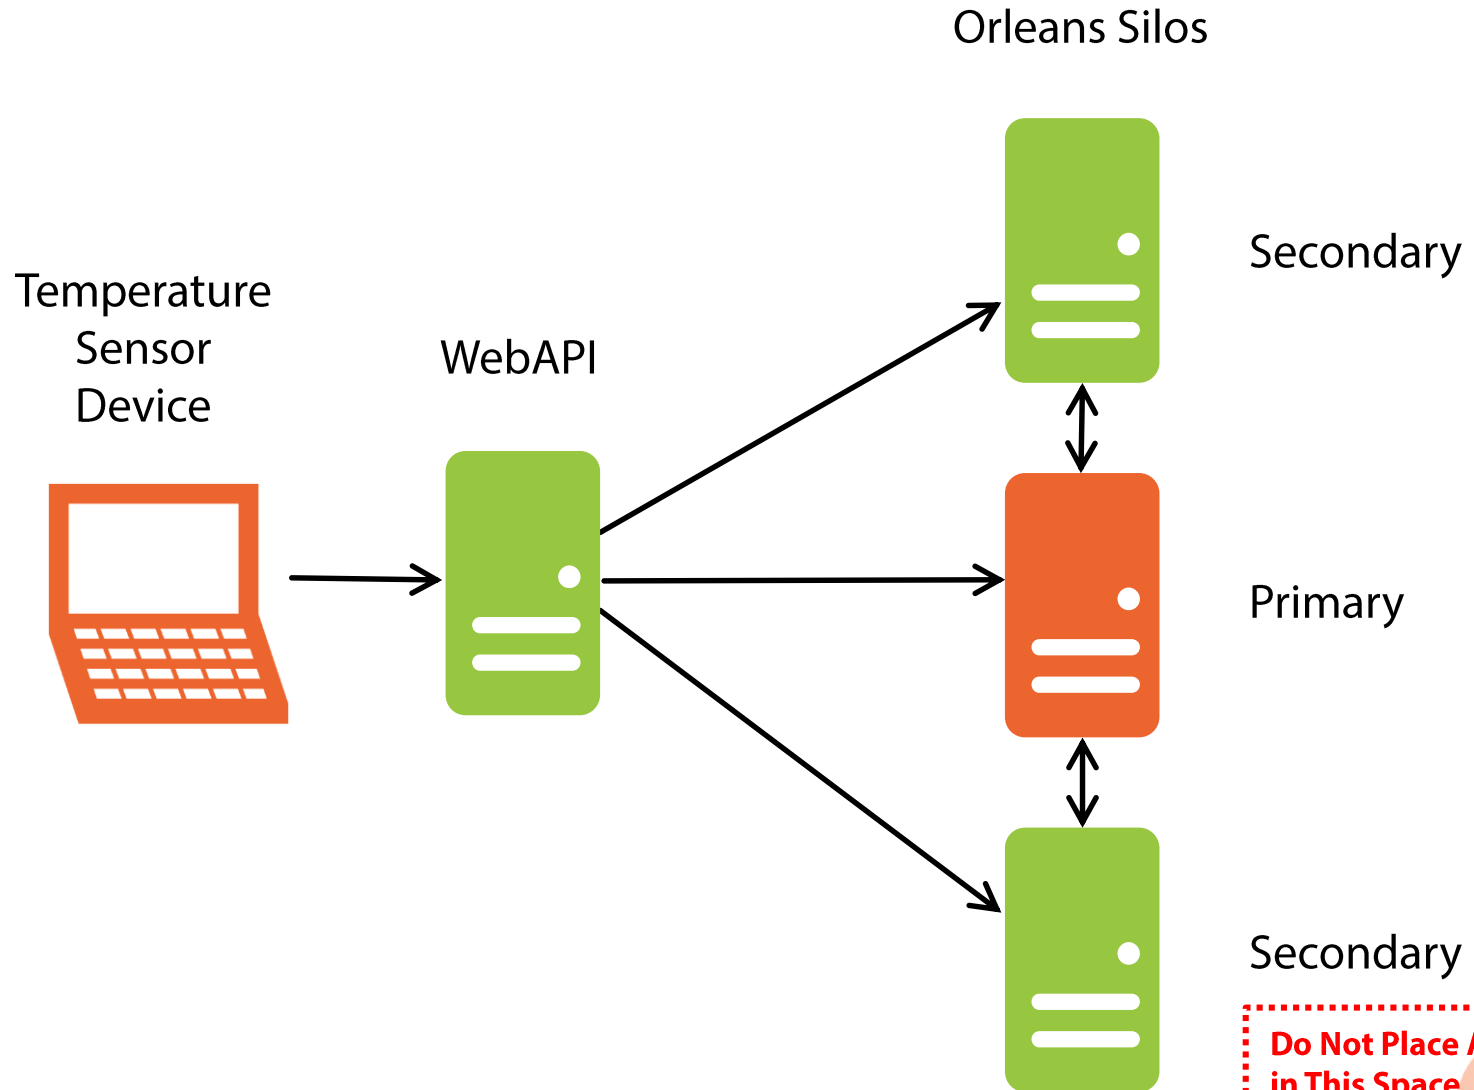 Orleans Silos
Secondary
Temperature
Sensor
Device
WebAPI
Primary
Secondary
Do Not Place
in This Space